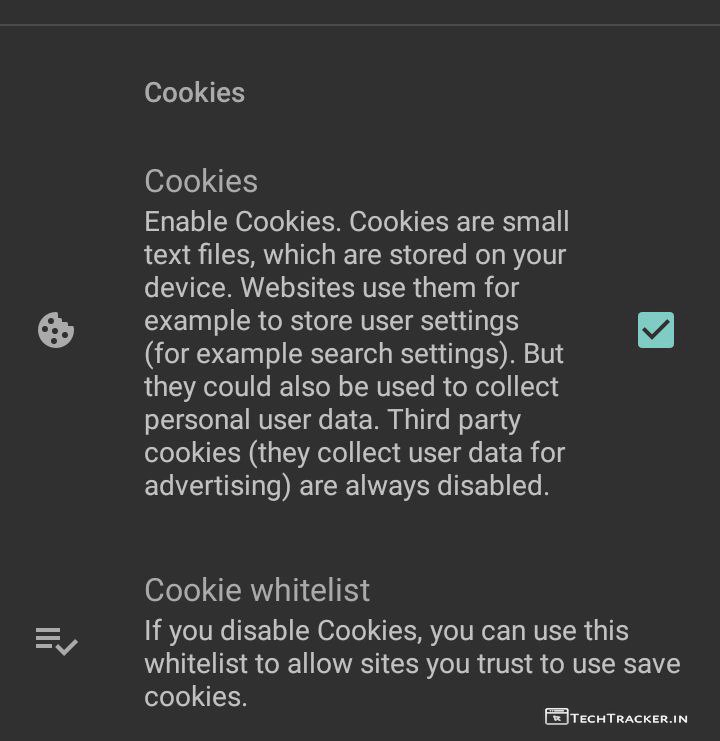 Cookies
Cookies
Enable Cookies. Cookies are small
text files, which are stored on your
device. Websites use them for
example to store user settings
(for example search settings). But
they could also be used to collect
personal user data. Third party
cookies (they collect user data for
advertising) are always disabled.
Cookie whitelist
If you disable Cookies, you can use this
whitelist to allow sites you trust to use save
cookies.
TECHTRACKER.IN